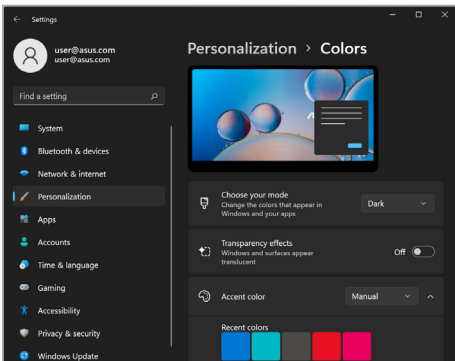 Settings
user@asus.com
user@asus.com
Find a setting
System
Bluetooth & devices
Network & internet
Personalization
Apps
Accounts
Time & language
Gaming
Accessibility
Privacy & security
Windows Update
Personalization > Colors
Choose your mode
Change the colors that appear in
Windows and your apps
Dark
Transparency effects
Windows and surfaces appear
translucent
Off
Accent color
Manual
Recent colors